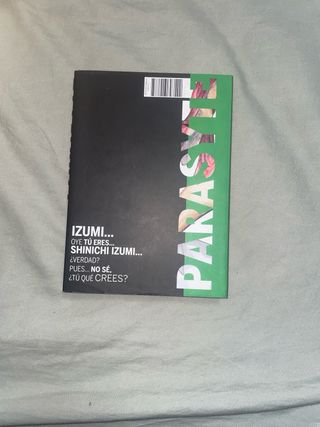 IZUMI...
OYE TÚ ERES...
SHINICHI IZUMI...
¿VERDAD?
PUES... NO SÉ,
¿TÚ QUÉ CREES?
PARASYTE